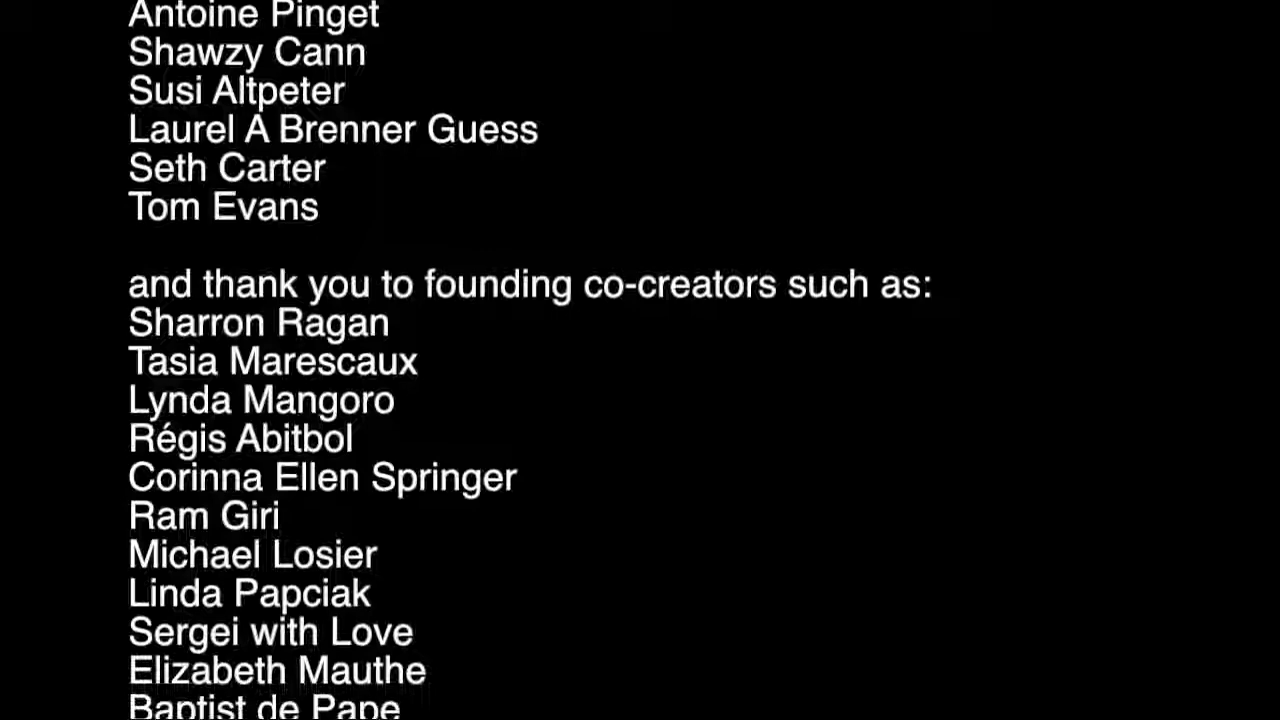 Antoine Pinget
Shawzy Cann
Susi Altpeter
Laurel A Brenner Guess
Seth Carter
Tom Evans
and thank you to founding co-creators such as:
Sharron Ragan
Tasia Marescaux
Lynda Mangoro
Régis Abitbol
Corinna Ellen Springer
Ram Giri
Michael Losier
Linda Papciak
Sergei with Love
Elizabeth Mauthe
Baptist de Pape